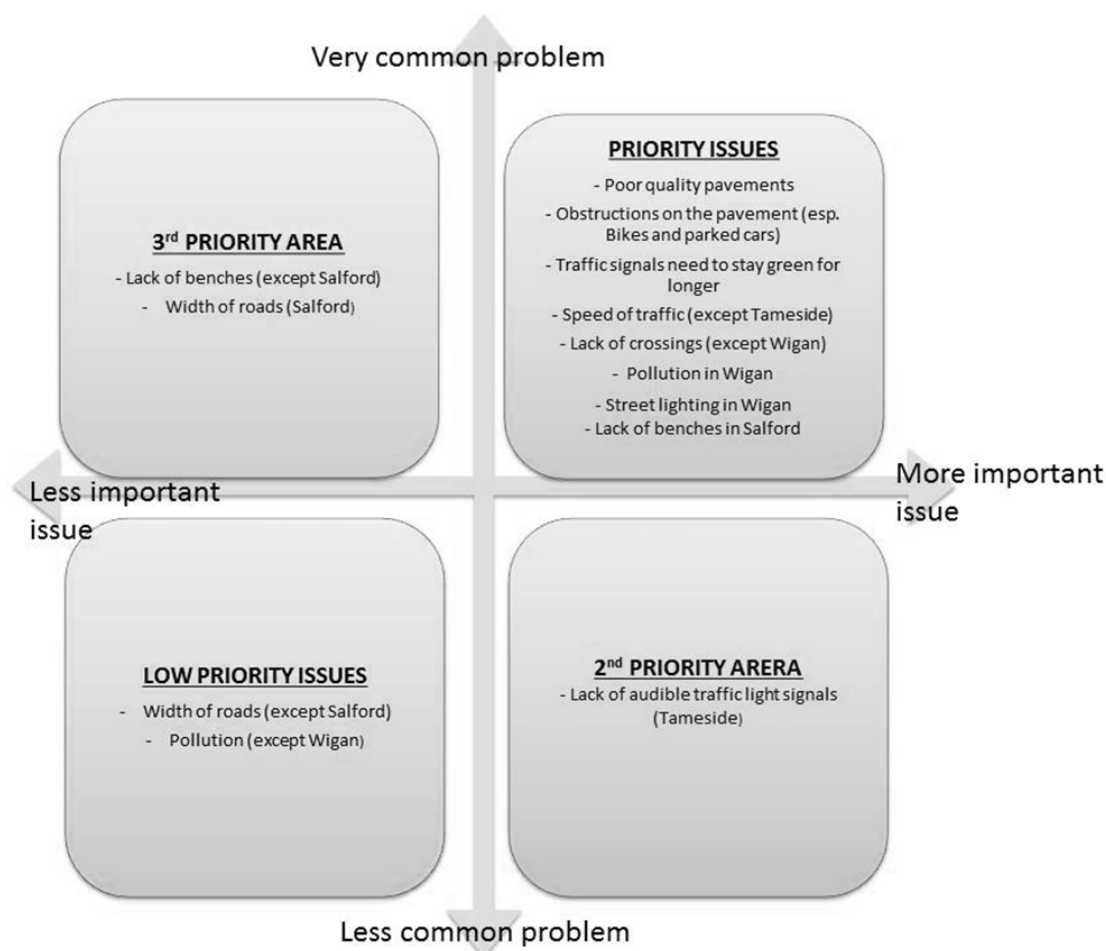 Very common problem
3rd PRIORITY AREA
- Lack of benches (except Salford)
- Width of roads (Salford)
PRIORITY ISSUES
- Poor quality pavements
- Obstructions on the pavement (esp.
Bikes and parked cars)
- Traffic signals need to stay green for
longer
- Speed of traffic (except Tameside)
- Lack of crossings (except Wigan)
- Pollution in Wigan
- Street lighting in Wigan
- Lack of benches in Salford
Less important
issue
More important
issue
LOW PRIORITY ISSUES
- Width of roads (except Salford)
- Pollution (except Wigan)
2nd PRIORITY ARERA
- Lack of audible traffic light signals
(Tameside)
Less common problem